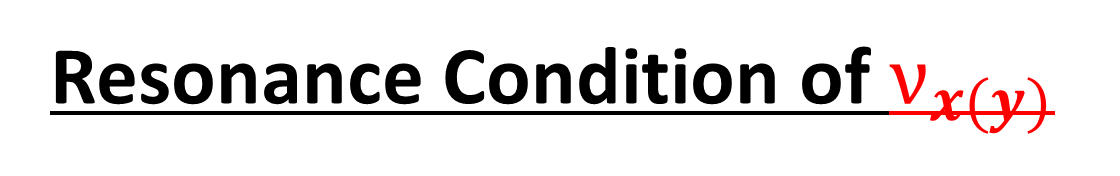 Resonance Condition of ν𝒙(𝒚)